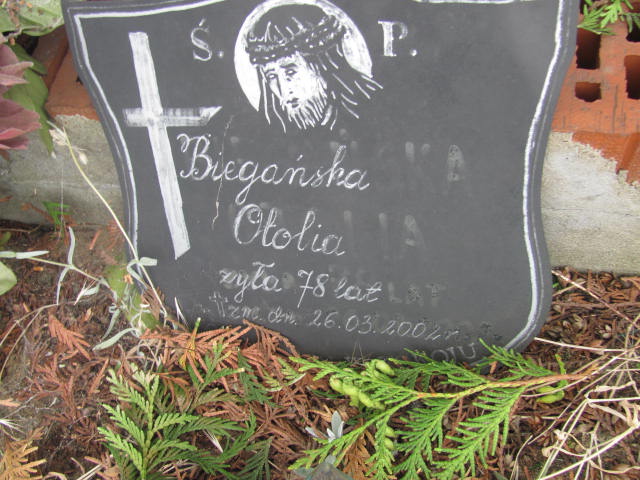 Ś. P.
Biegańska
Otolia
żyła 78 lat
zm. dn. 26.03.2002 r.